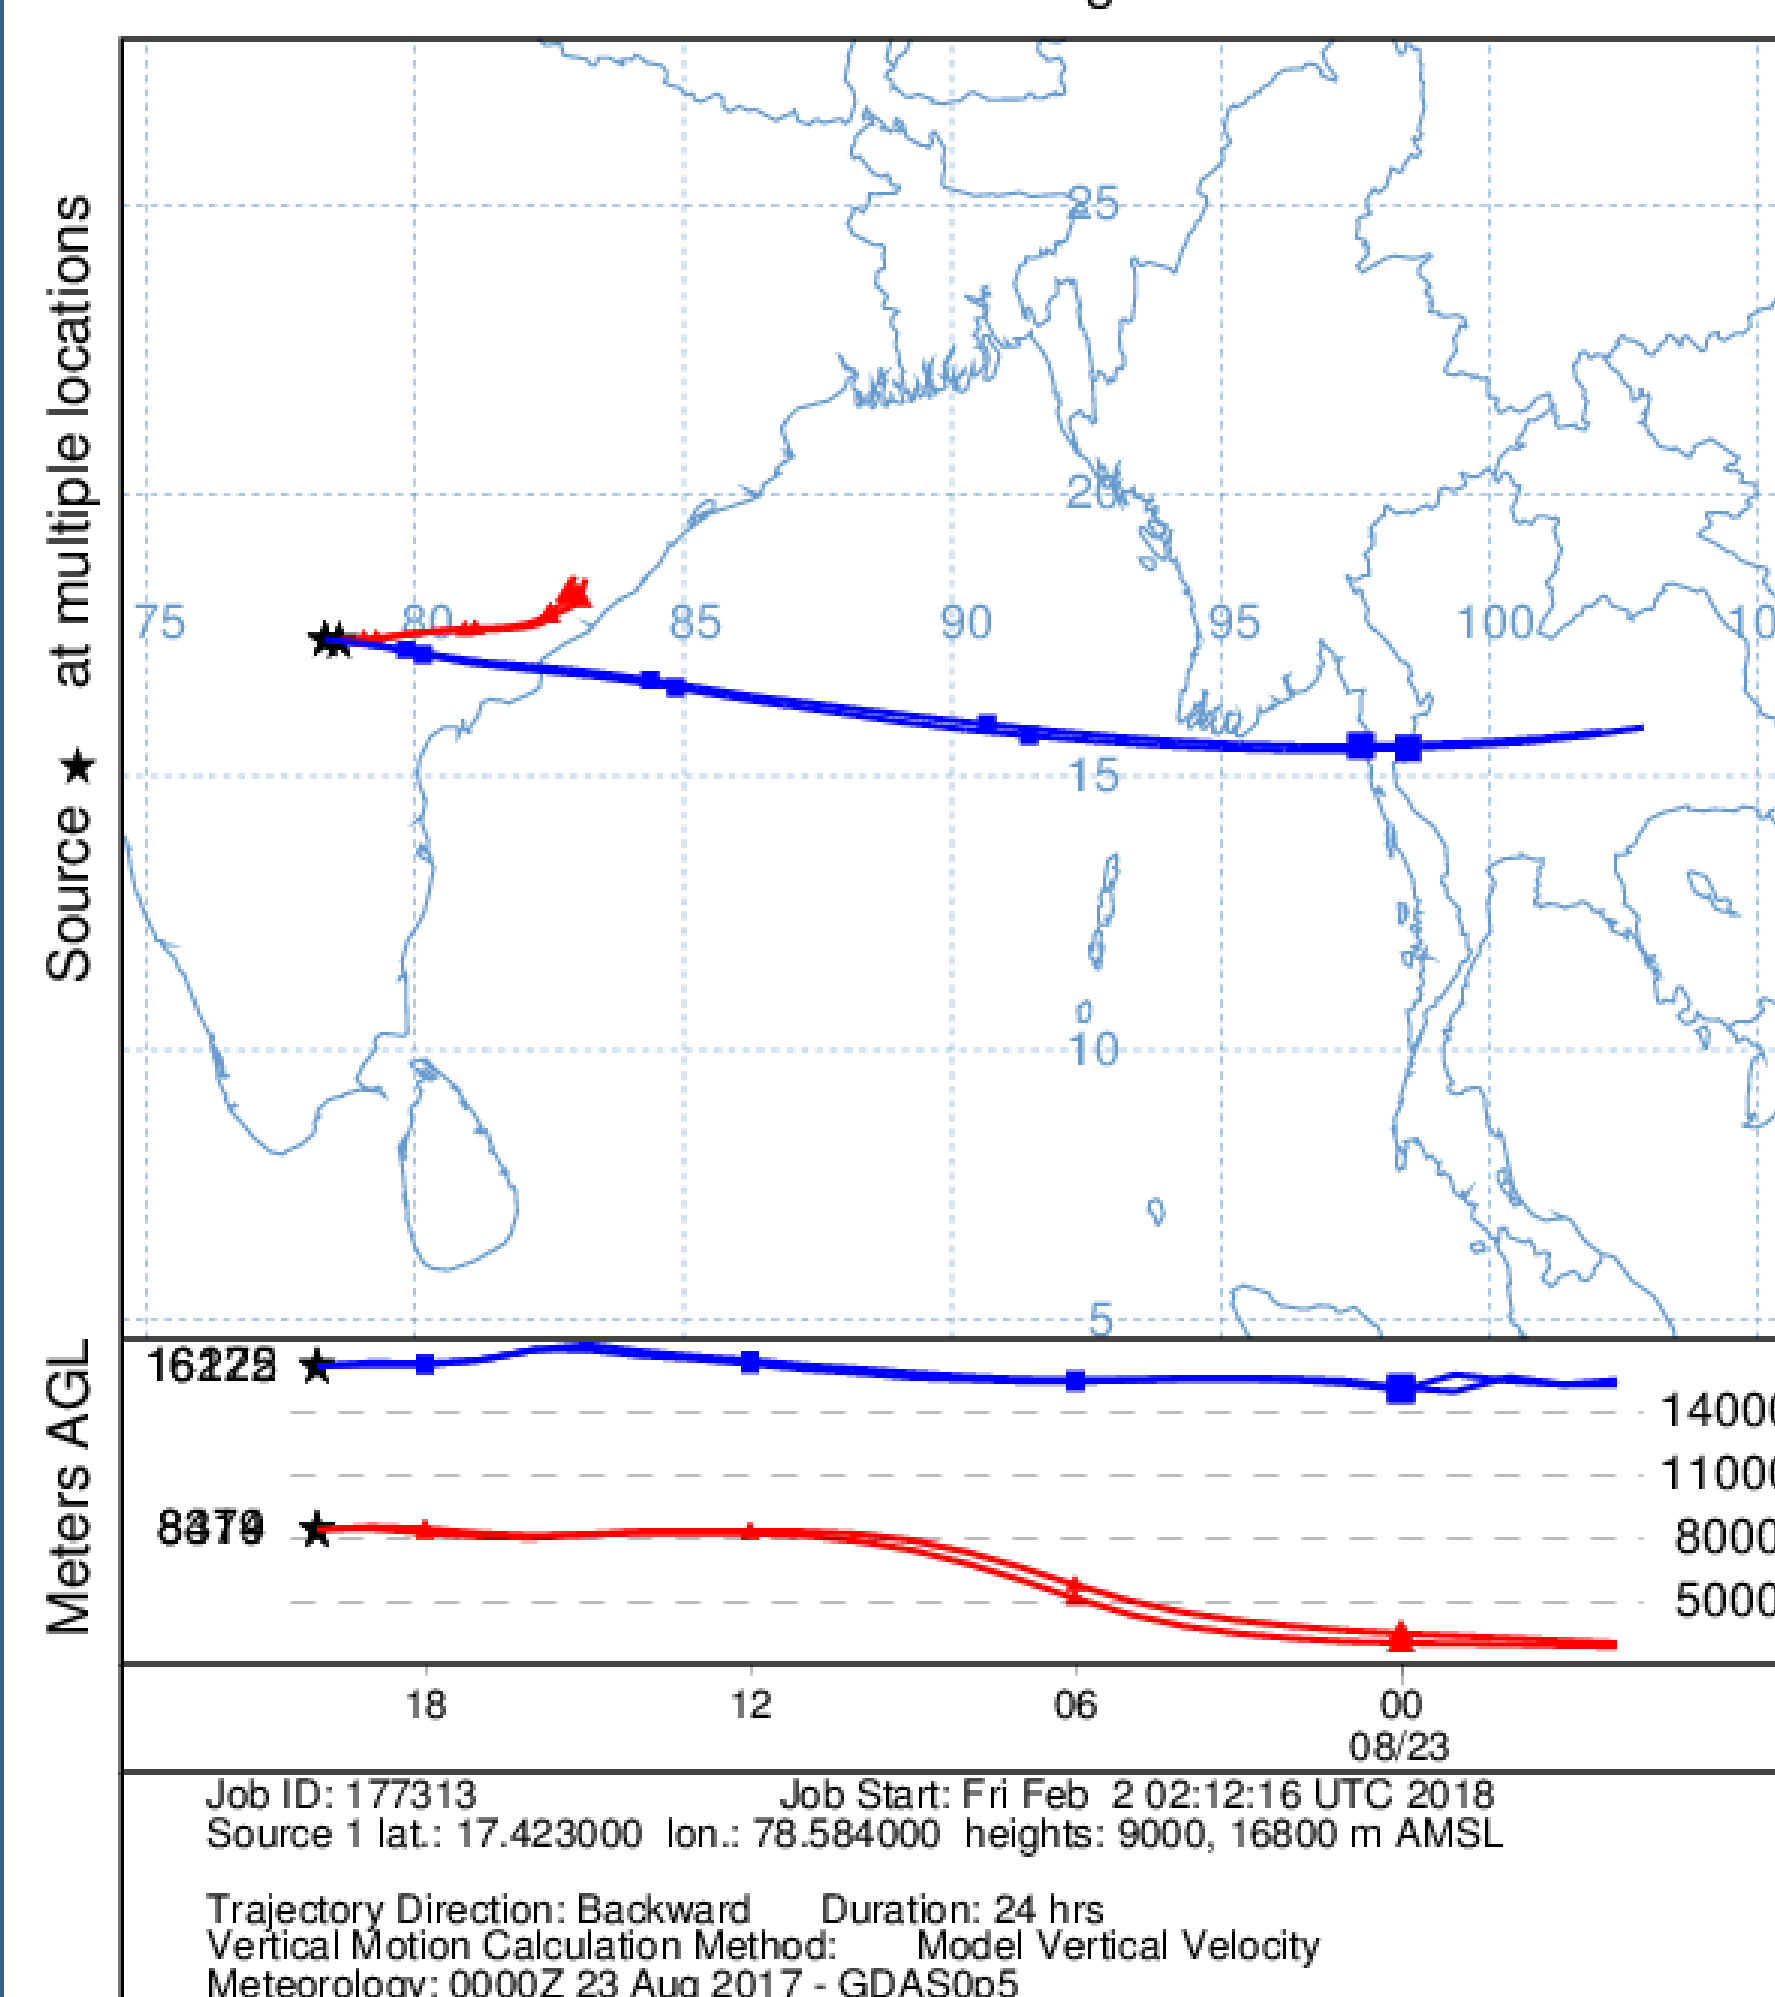 Source ★ at multiple locations
25
20
75 80 85 90 95 100
15
10
5
Meters AGL
14000
11000
8000
5000
18 12 06 00
08/23
Job ID: 177313 Job Start: Fri Feb 2 02:12:16 UTC 2018
Source 1 lat.: 17.423000 lon.: 78.584000 heights: 9000, 16800 m AMSL
Trajectory Direction: Backward Duration: 24 hrs
Vertical Motion Calculation Method: Model Vertical Velocity
Meteorology: 0000Z 23 Aug 2017 - GDAS0p5